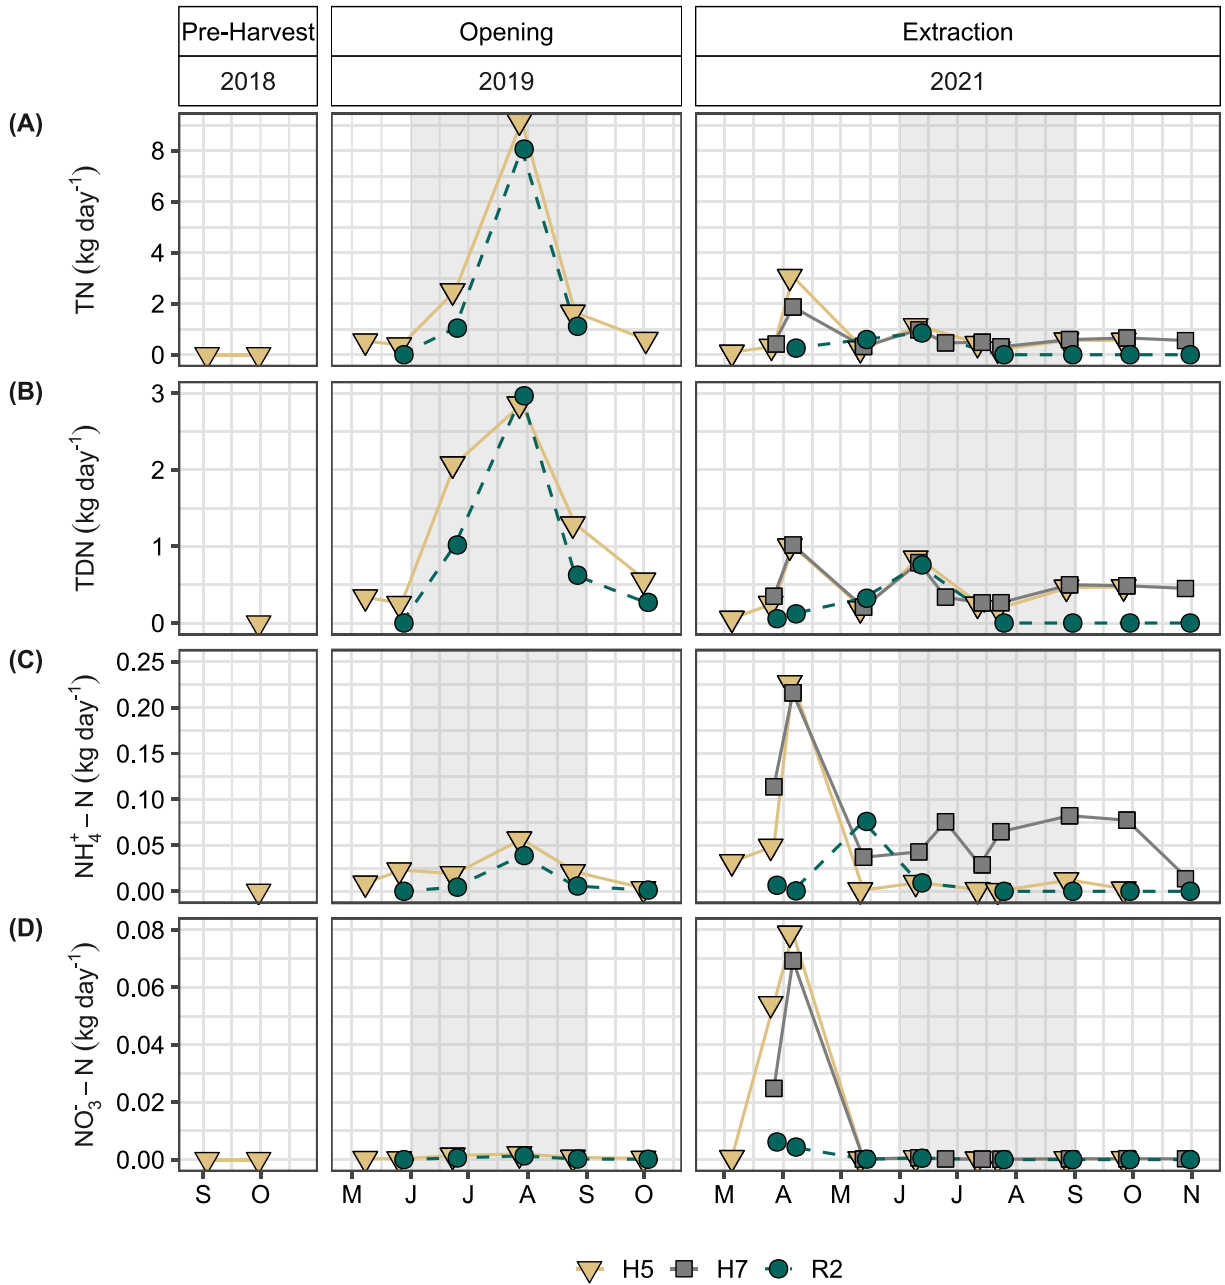 Pre-Harvest Opening Extraction
2018 2019 2021
(A)
TN (kg day⁻¹)
8
6
4
2
0
(B)
TDN (kg day⁻¹)
3
2
1
0
(C)
NH₄⁺ – N (kg day⁻¹)
0.25
0.20
0.15
0.10
0.05
0.00
(D)
NO₃⁻ – N (kg day⁻¹)
0.08
0.06
0.04
0.02
0.00
S O M J J A S O M A M J J A S O N
H5 H7 R2